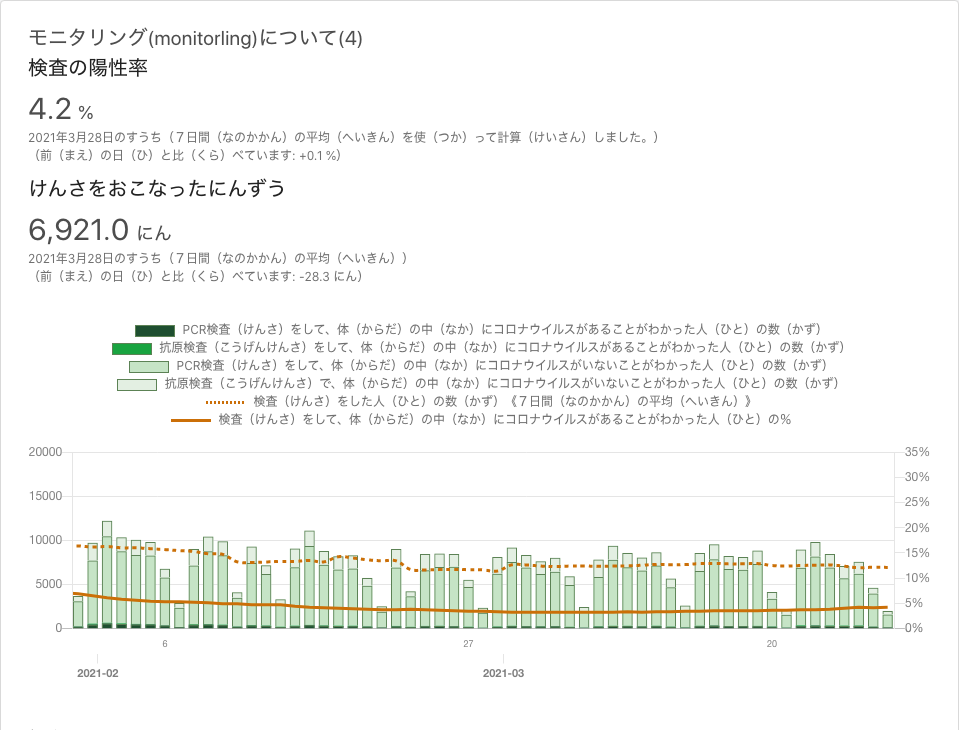 モニタリング(monitorling)について(4)
検査の陽性率
4.2 %
2021年3月28日のすうち（７日間（なのかかん）の平均（へいきん）を使（つか）って計算（けいさん）しました。）
（前（まえ）の日（ひ）と比（くら）べています: +0.1 %）
けんさをおこなったにんずう
6,921.0 にん
2021年3月28日のすうち（７日間（なのかかん）の平均（へいきん））
（前（まえ）の日（ひ）と比（くら）べています: -28.3 にん）
PCR検査（けんさ）をして、体（からだ）の中（なか）にコロナウイルスがあることがわかった人（ひと）の数（かず）
抗原検査（こうげんけんさ）をして、体（からだ）の中（なか）にコロナウイルスがあることがわかった人（ひと）の数（かず）
PCR検査（けんさ）をして、体（からだ）の中（なか）にコロナウイルスがいないことがわかった人（ひと）の数（かず）
抗原検査（こうげんけんさ）で、体（からだ）の中（なか）にコロナウイルスがいないことがわかった人（ひと）の数（かず）
検査（けんさ）をした人（ひと）の数（かず）《７日間（なのかかん）の平均（へいきん）》
検査（けんさ）をして、体（からだ）の中（なか）にコロナウイルスがあることがわかった人（ひと）の％
20000 35%
30%
15000
25%
20%
10000
15%
5000 10%
5%
0 0%
6 27 20
2021-02 2021-03